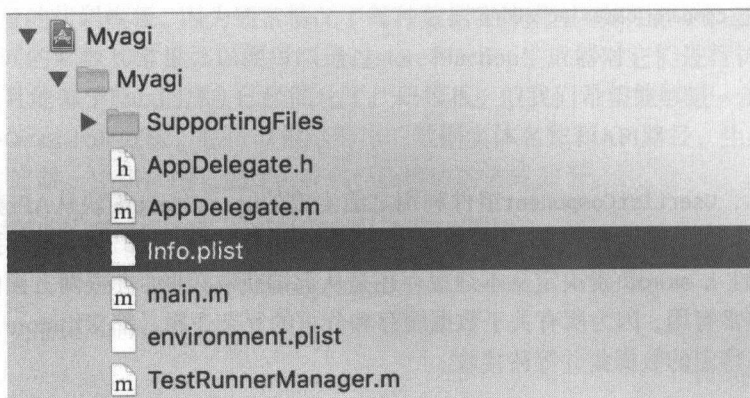 Myagi
Myagi
SupportingFiles
h AppDelegate.h
m AppDelegate.m
Info.plist
m main.m
environment.plist
m TestRunnerManager.m